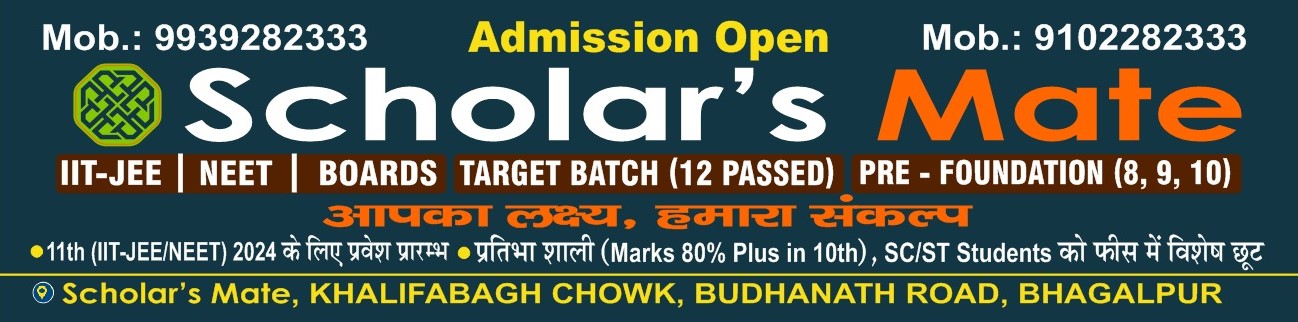 Mob.: 9939282333 Admission Open Mob.: 9102282333
Scholar's Mate
IIT-JEE | NEET | BOARDS TARGET BATCH (12 PASSED) PRE - FOUNDATION (8, 9, 10)
आपका लक्ष्य, हमारा संकल्प
•11th (IIT-JEE/NEET) 2024 के लिए प्रवेश प्रारम्भ •प्रतिभा शाली (Marks 80% Plus in 10th), SC/ST Students को फीस में विशेष छूट
Scholar's Mate, KHALIFABAGH CHOWK, BUDHANATH ROAD, BHAGALPUR